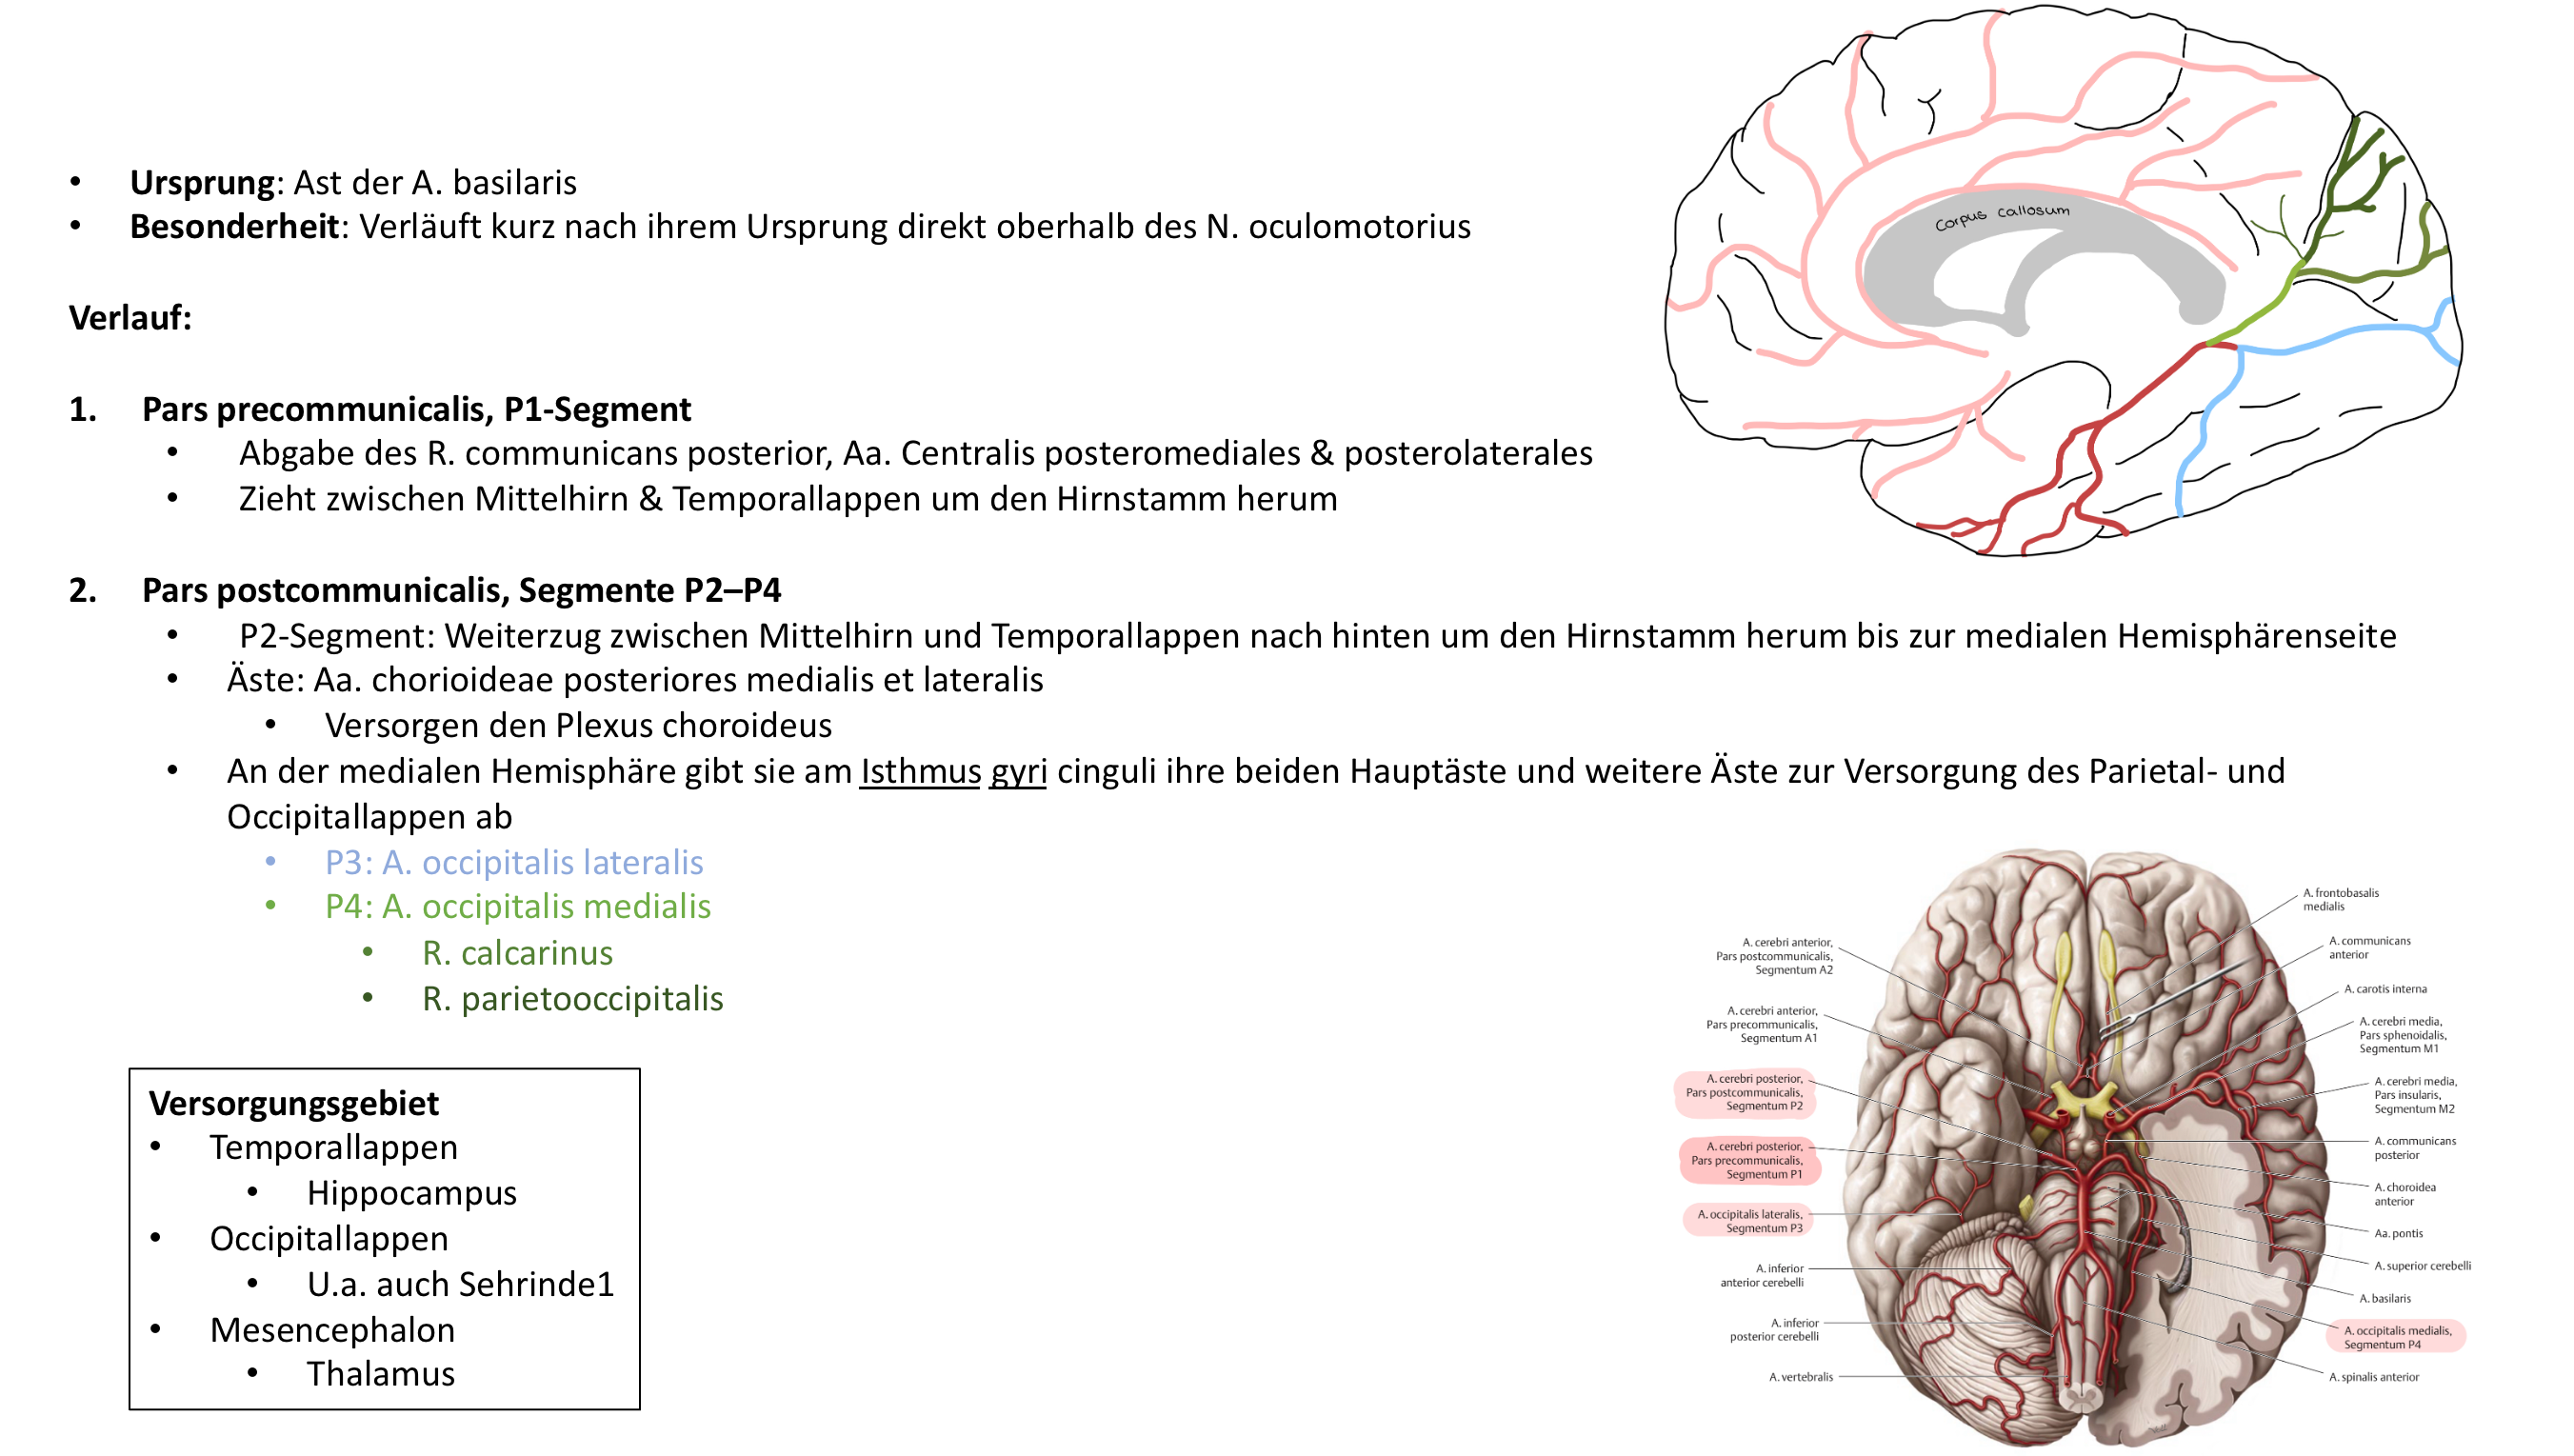 • Ursprung: Ast der A. basilaris
• Besonderheit: Verläuft kurz nach ihrem Ursprung direkt oberhalb des N. oculomotorius
Verlauf:
1. Pars precommunicalis, P1-Segment
• Abgabe des R. communicans posterior, Aa. Centralis posteromediales & posterolaterales
• Zieht zwischen Mittelhirn & Temporallappen um den Hirnstamm herum
2. Pars postcommunicalis, Segmente P2–P4
• P2-Segment: Weiterzug zwischen Mittelhirn und Temporallappen nach hinten um den Hirnstamm herum bis zur medialen Hemisphärenseite
• Äste: Aa. chorioideae posteriores medialis et lateralis
• Versorgen den Plexus choroideus
• An der medialen Hemisphäre gibt sie am Isthmus gyri cinguli ihre beiden Hauptäste und weitere Äste zur Versorgung des Parietal- und
Occipitallappen ab
• P3: A. occipitalis lateralis
• P4: A. occipitalis medialis
• R. calcarinus
• R. parietooccipitalis
Versorgungsgebiet
• Temporallappen
• Hippocampus
• Occipitallappen
• U.a. auch Sehrinde1
• Mesencephalon
• Thalamus
Corpus callosum
A. cerebri anterior,
Pars postcommunicalis,
Segmentum A2
A. cerebri anterior,
Pars precommunicalis,
Segmentum A1
A. cerebri posterior,
Pars postcommunicalis,
Segmentum P2
A. cerebri posterior,
Pars precommunicalis,
Segmentum P1
A. occipitalis lateralis,
Segmentum P3
A. inferior
anterior cerebelli
A. inferior
posterior cerebelli
A. vertebralis
A. frontobasalis
medialis
A. communicans
anterior
A. carotis interna
A. cerebri media,
Pars sphenoidalis,
Segmentum M1
A. cerebri media,
Pars insularis,
Segmentum M2
A. communicans
posterior
A. choroidea
anterior
Aa. pontis
A. superior cerebelli
A. basilaris
A. occipitalis medialis,
Segmentum P4
A. spinalis anterior